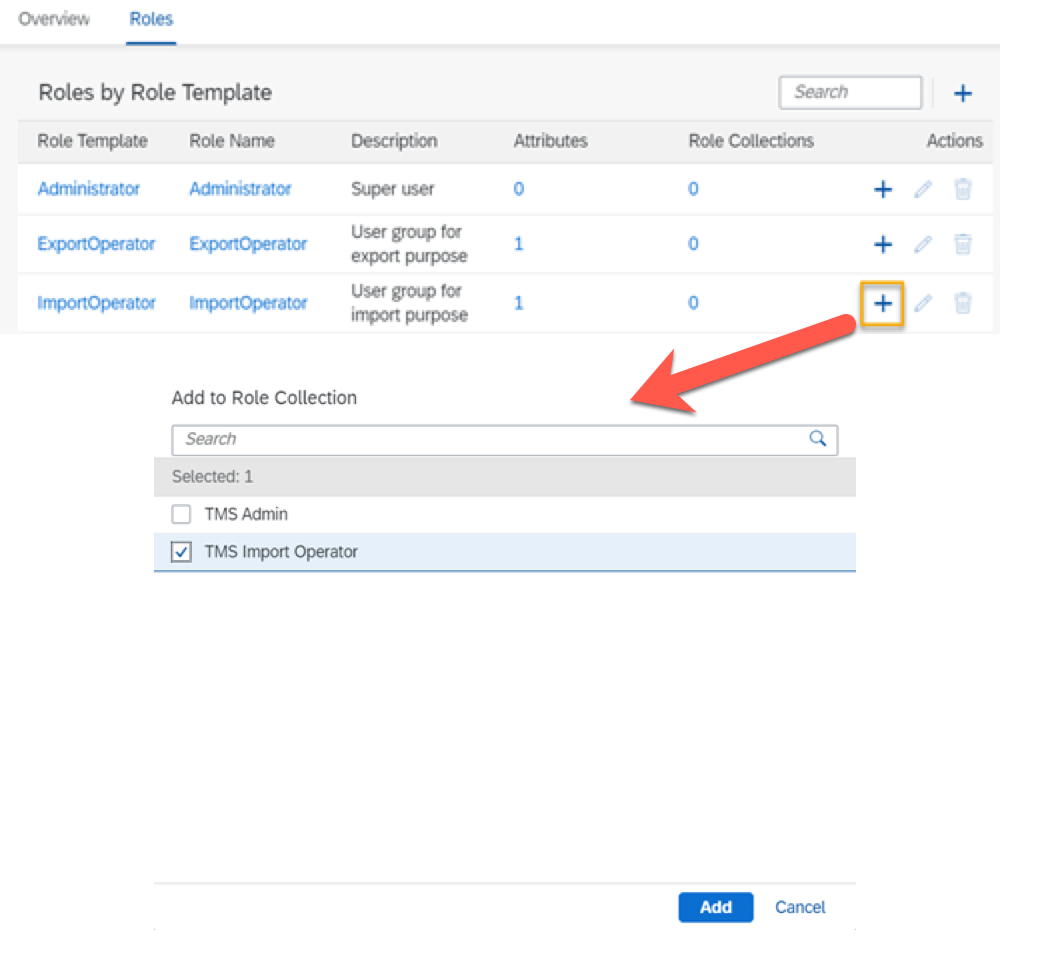 Overview Roles
Roles by Role Template Search
Role Template Role Name Description Attributes Role Collections Actions
Administrator Administrator Super user 0 0
ExportOperator ExportOperator User group for export purpose 1 0
ImportOperator ImportOperator User group for import purpose 1 0
Add to Role Collection
Search
Selected: 1
TMS Admin
TMS Import Operator
Add Cancel